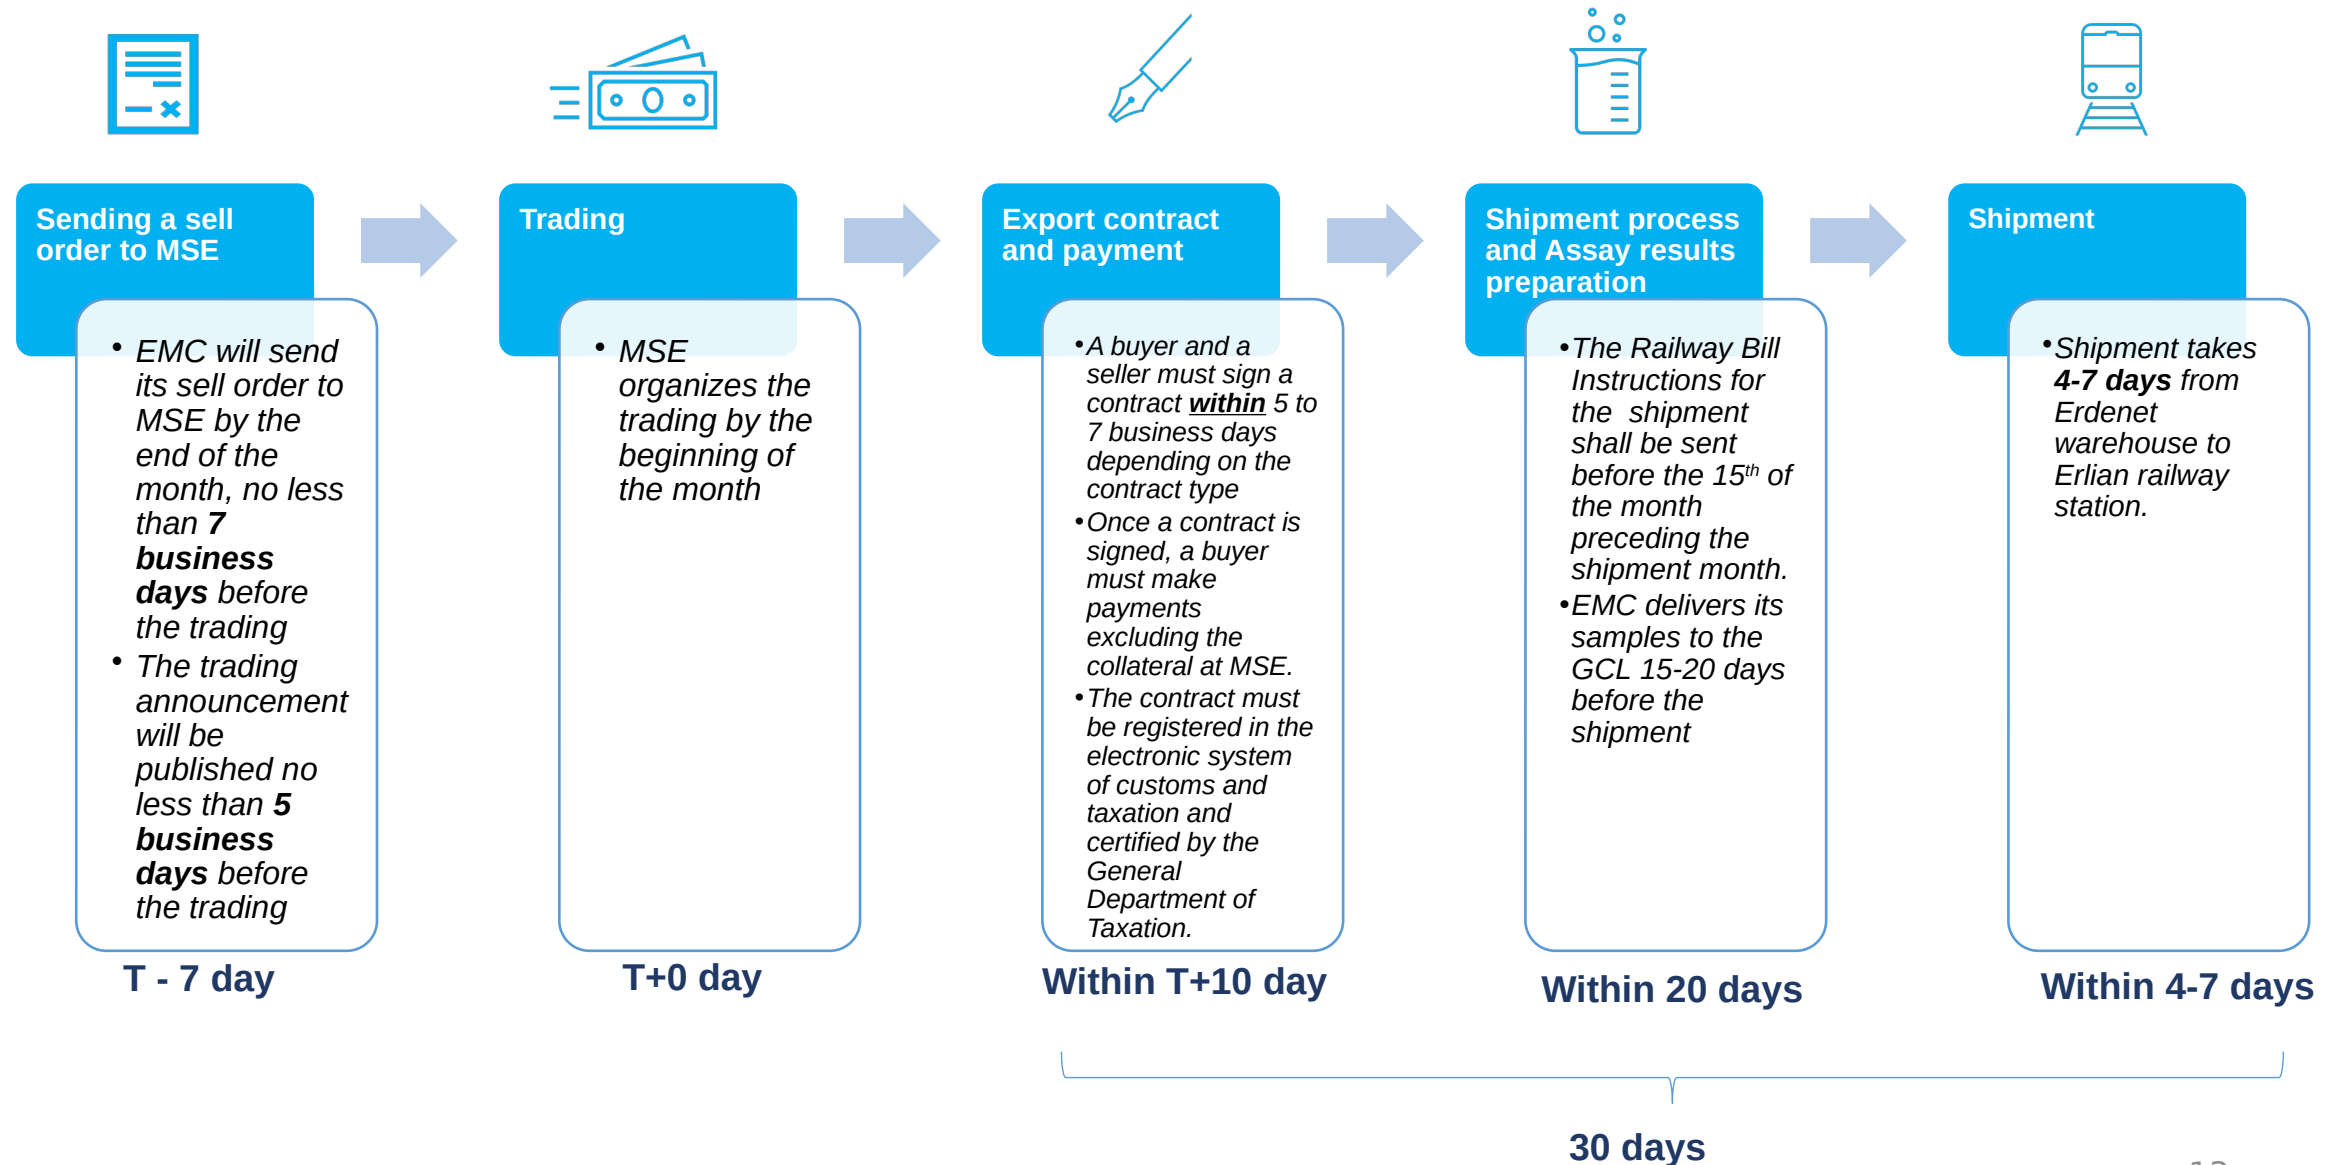 Sending a sell
order to MSE
• EMC will send
its sell order to
MSE by the
end of the
month, no less
than 7
business
days before
the trading
• The trading
announcement
will be
published no
less than 5
business
days before
the trading
T - 7 day
Trading
• MSE
organizes the
trading by the
beginning of
the month
T+0 day
Export contract
and payment
•A buyer and a
seller must sign a
contract within 5 to
7 business days
depending on the
contract type
•Once a contract is
signed, a buyer
must make
payments
excluding the
collateral at MSE.
•The contract must
be registered in the
electronic system
of customs and
taxation and
certified by the
General
Department of
Taxation.
Within T+10 day
Shipment process
and Assay results
preparation
•The Railway Bill
Instructions for
the shipment
shall be sent
before the 15th of
the month
preceding the
shipment month.
•EMC delivers its
samples to the
GCL 15-20 days
before the
shipment
Within 20 days
Shipment
•Shipment takes
4-7 days from
Erdenet
warehouse to
Erlian railway
station.
Within 4-7 days
30 days